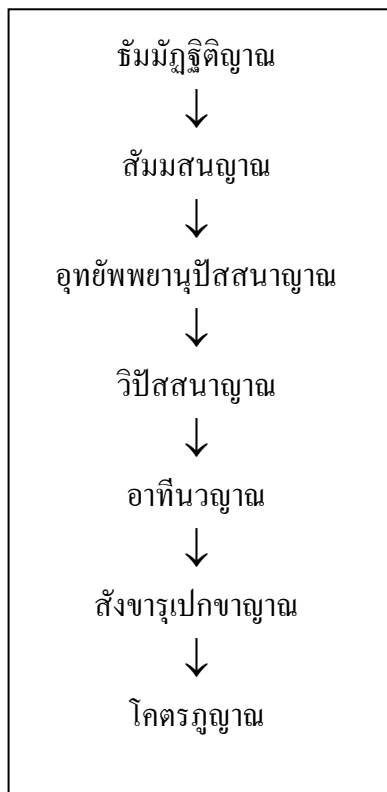 ธัมมัฏฐิติญาณ
↓
สัมมสนญาณ
↓
อุทยัพพยานุปัสสนาญาณ
↓
วิปัสสนาญาณ
↓
อาทีนวญาณ
↓
สังขารุเปกขาญาณ
↓
โคตรภูญาณ